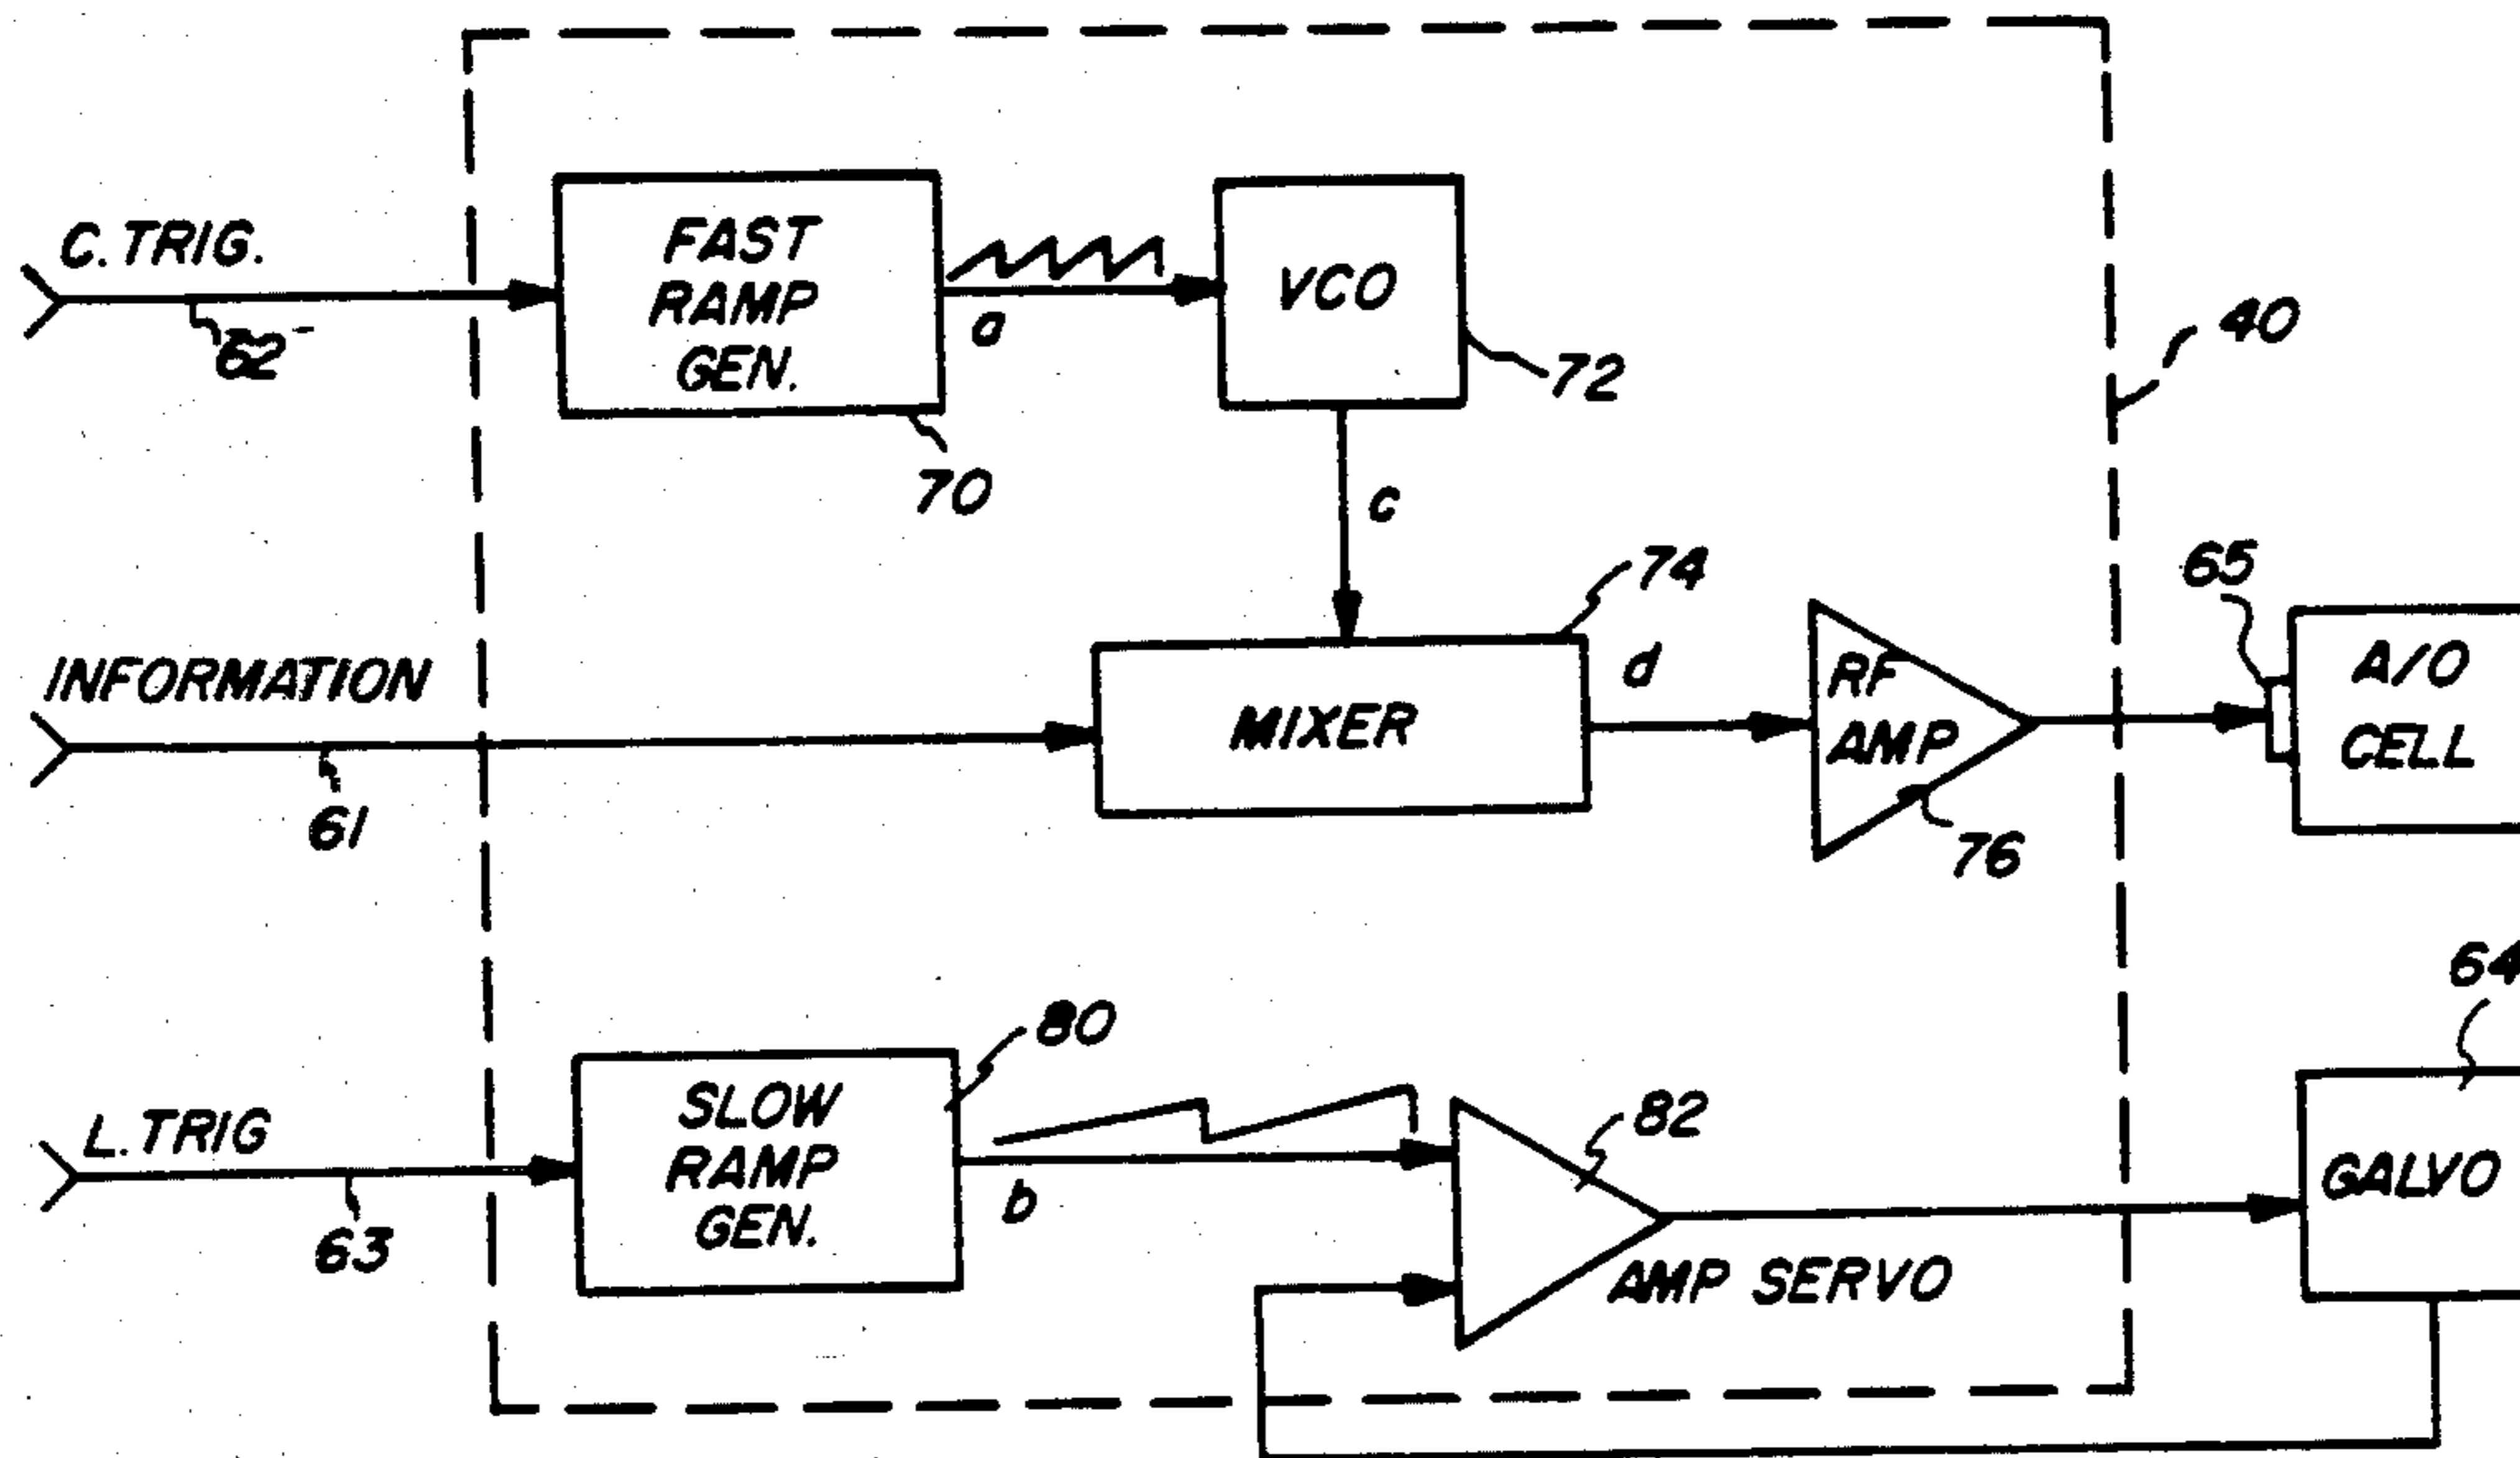 C. TRIG.
62
FAST
RAMP
GEN.
70
a
VCO
72
40
c
INFORMATION
61
MIXER
74
d
RF
AMP
76
65
A/O
CELL
L. TRIG
63
SLOW
RAMP
GEN.
80
b
82
AMP SERVO
64
GALVO